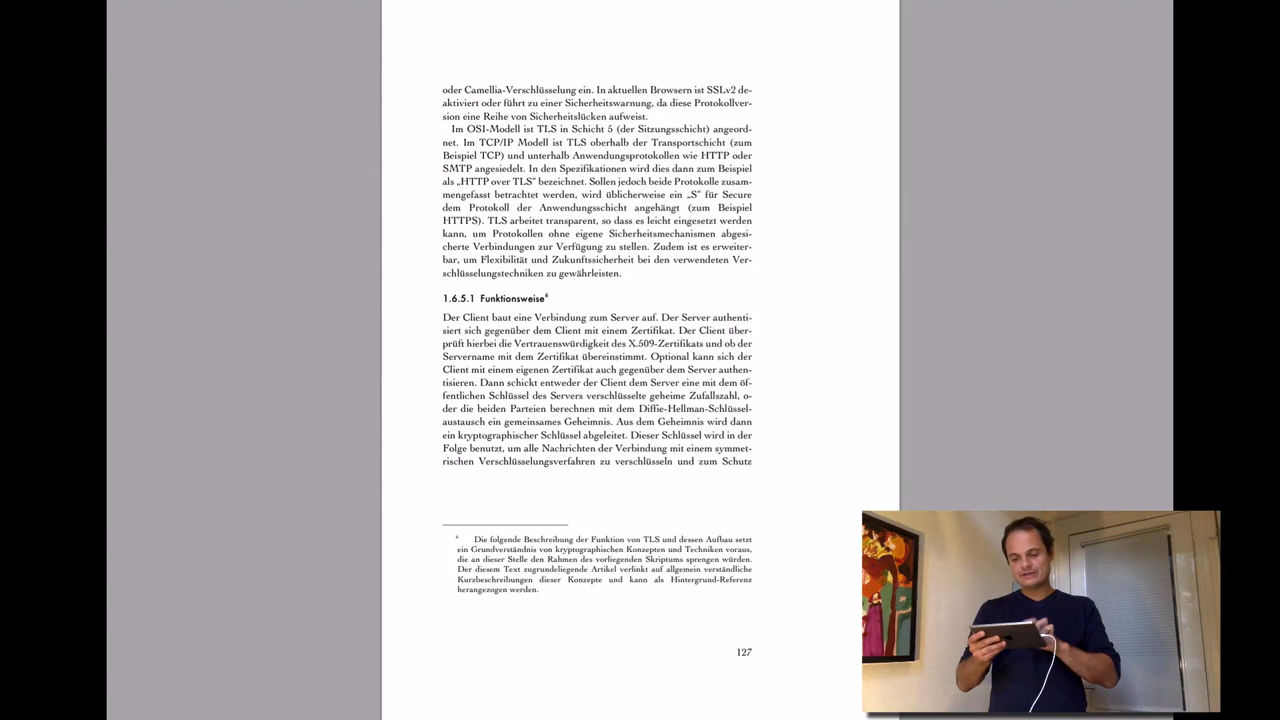 oder Camellia-Verschlüsselung ein. In aktuellen Browsern ist SSLv2 de-
aktiviert oder führt zu einer Sicherheitswarnung, da diese Protokollver-
sion eine Reihe von Sicherheitslücken aufweist.
Im OSI-Modell ist TLS in Schicht 5 (der Sitzungsschicht) angeord-
net. Im TCP/IP Modell ist TLS oberhalb der Transportschicht (zum
Beispiel TCP) und unterhalb Anwendungsprotokollen wie HTTP oder
SMTP angesiedelt. In den Spezifikationen wird dies dann zum Beispiel
als „HTTP over TLS“ bezeichnet. Sollen jedoch beide Protokolle zusam-
mengefasst betrachtet werden, wird üblicherweise ein „S“ für Secure
dem Protokoll der Anwendungsschicht angehängt (zum Beispiel
HTTPS). TLS arbeitet transparent, so dass es leicht eingesetzt werden
kann, um Protokollen ohne eigene Sicherheitsmechanismen abgesi-
cherte Verbindungen zur Verfügung zu stellen. Zudem ist es erweiter-
bar, um Flexibilität und Zukunftssicherheit bei den verwendeten Ver-
schlüsselungstechniken zu gewährleisten.
1.6.5.1 Funktionsweise⁶
Der Client baut eine Verbindung zum Server auf. Der Server authenti-
siert sich gegenüber dem Client mit einem Zertifikat. Der Client über-
prüft hierbei die Vertrauenswürdigkeit des X.509-Zertifikats und ob der
Servername mit dem Zertifikat übereinstimmt. Optional kann sich der
Client mit einem eigenen Zertifikat auch gegenüber dem Server authen-
tisieren. Dann schickt entweder der Client dem Server eine mit dem öf-
fentlichen Schlüssel des Servers verschlüsselte geheime Zufallszahl, o-
der die beiden Parteien berechnen mit dem Diffie-Hellman-Schlüssel-
austausch ein gemeinsames Geheimnis. Aus dem Geheimnis wird dann
ein kryptographischer Schlüssel abgeleitet. Dieser Schlüssel wird in der
Folge benutzt, um alle Nachrichten der Verbindung mit einem symmet-
rischen Verschlüsselungsverfahren zu verschlüsseln und zum Schutz
⁶ Die folgende Beschreibung der Funktion von TLS und dessen Aufbau setzt
ein Grundverständnis von kryptographischen Konzepten und Techniken voraus,
die an dieser Stelle den Rahmen des vorliegenden Skriptums sprengen würden.
Der diesem Text zugrundeliegende Artikel verlinkt auf allgemein verständliche
Kurzbeschreibungen dieser Konzepte und kann als Hintergrund-Referenz
herangezogen werden.
127